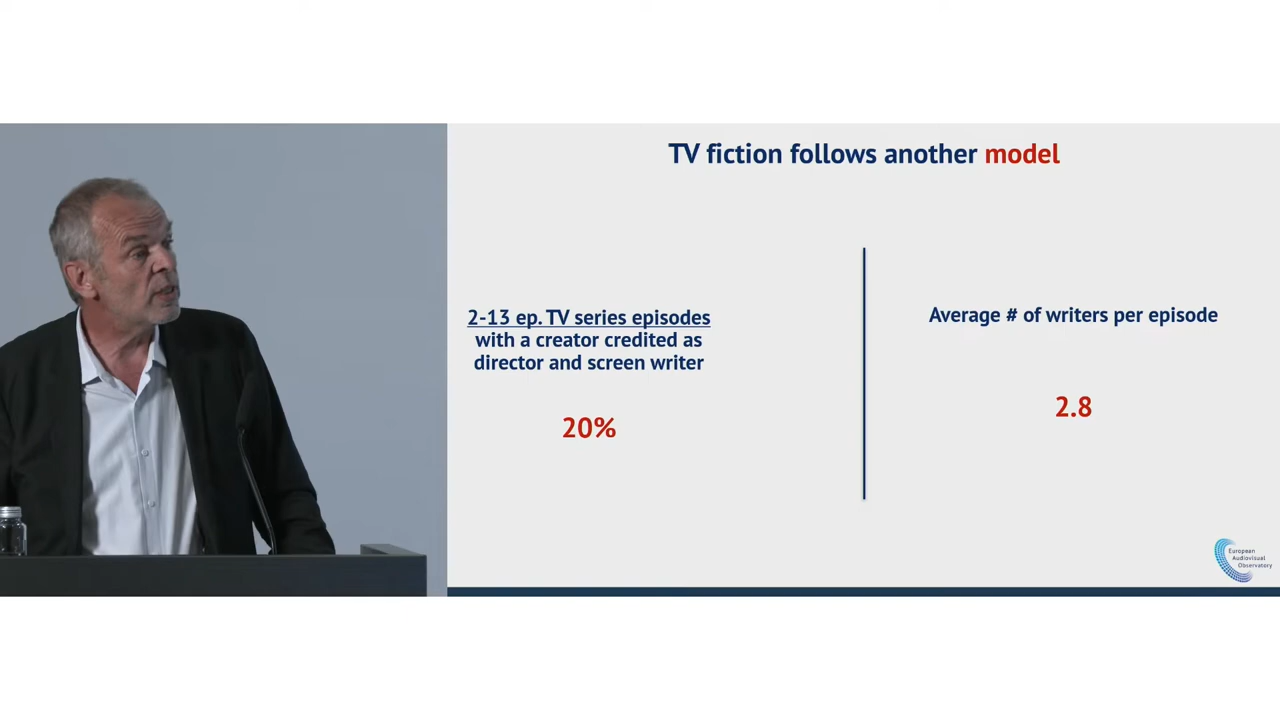 TV fiction follows another model
2-13 ep. TV series episodes
with a creator credited as
director and screen writer
20%
Average # of writers per episode
2.8
European
Audiovisual
Observatory